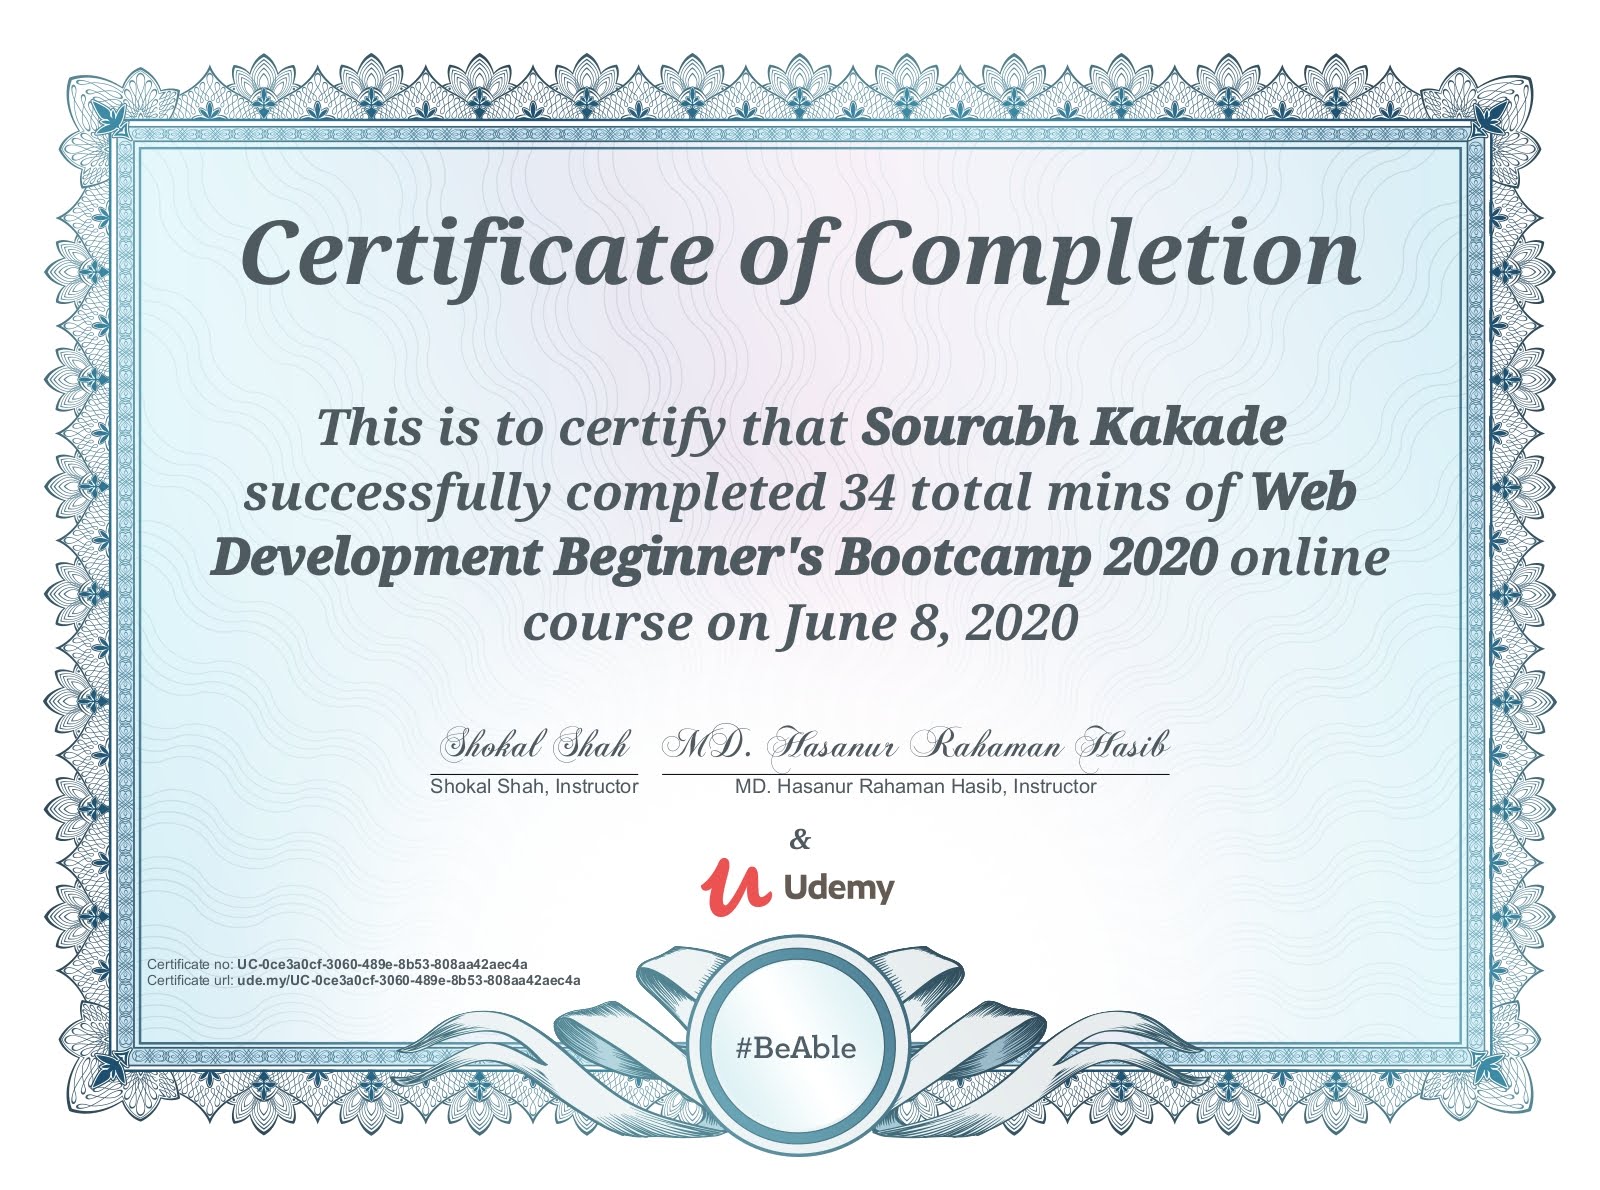 Certificate of Completion
This is to certify that Sourabh Kakade
successfully completed 34 total mins of Web
Development Beginner's Bootcamp 2020 online
course on June 8, 2020
Shokal Shah MD. Hasanur Rahaman Hasib
Shokal Shah, Instructor MD. Hasanur Rahaman Hasib, Instructor
&
Udemy
Certificate no: UC-0ce3a0cf-3060-489e-8b53-808aa42aec4a
Certificate url: ude.my/UC-0ce3a0cf-3060-489e-8b53-808aa42aec4a
#BeAble